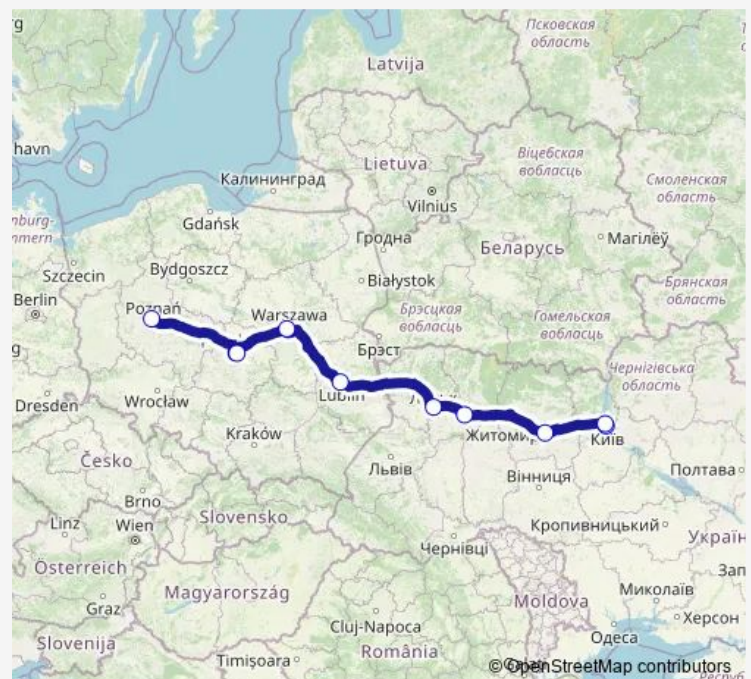 Псковская
область
Latvija
havn
Lietuva
Віцебская
вобласць
Калининград
Смоленская
область
Vilnius
Gdańsk
Гродна
Магілёў
Беларусь
Szczecin
Bydgoszcz
Białystok
Брянская
область
Berlin
Poznań
Warszawa
Брэсцкая
вобласць
Гомельская
вобласць
Брэст
Чернігівська
область
Dresden
Wrocław
Lublin
Kraków
Житомир
Київ
Česko
Львів
Вінниця
Полтава
Brno
Slovensko
Linz
Wien
Кропивницький
Чернівці
Україн
Österreich
Зап
Magyarország
Moldova
Миколаїв
Graz
Cluj-Napoca
Херсон
Slovenija
România
Одеса
Timișoara
© OpenStreetMap contributors